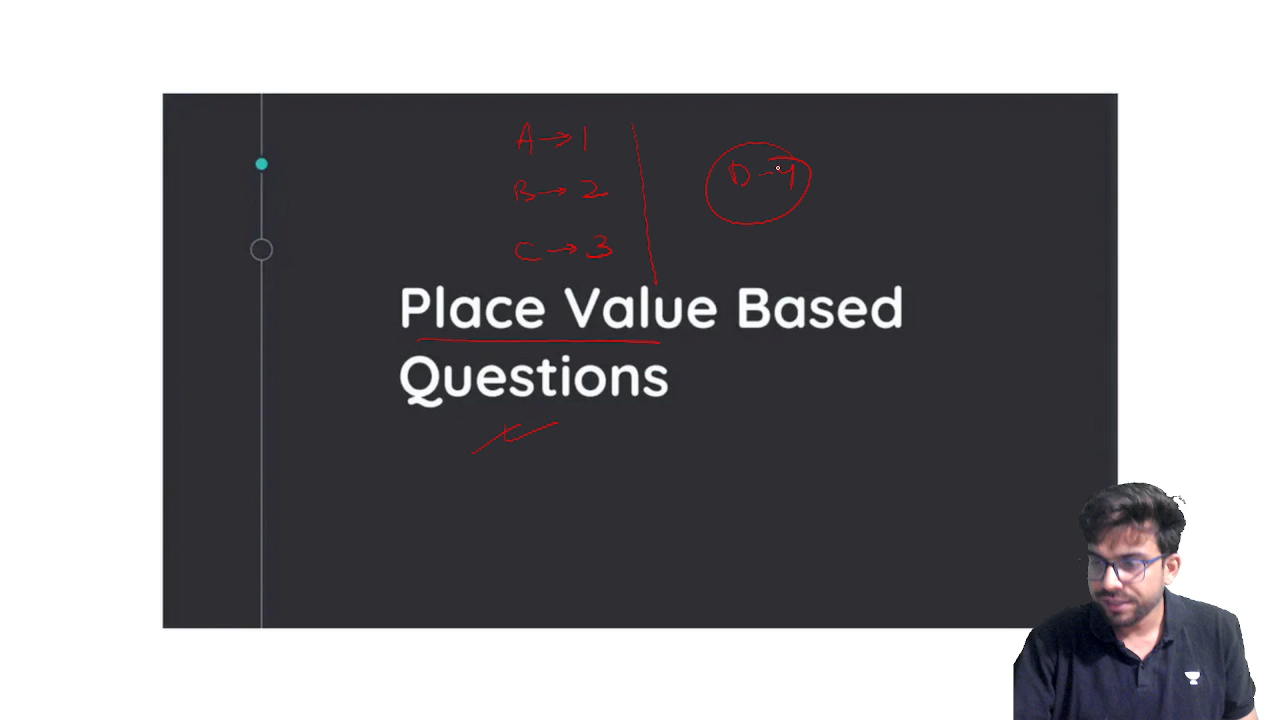 A → 1
B → 2
C → 3
D - 4
Place Value Based
Questions